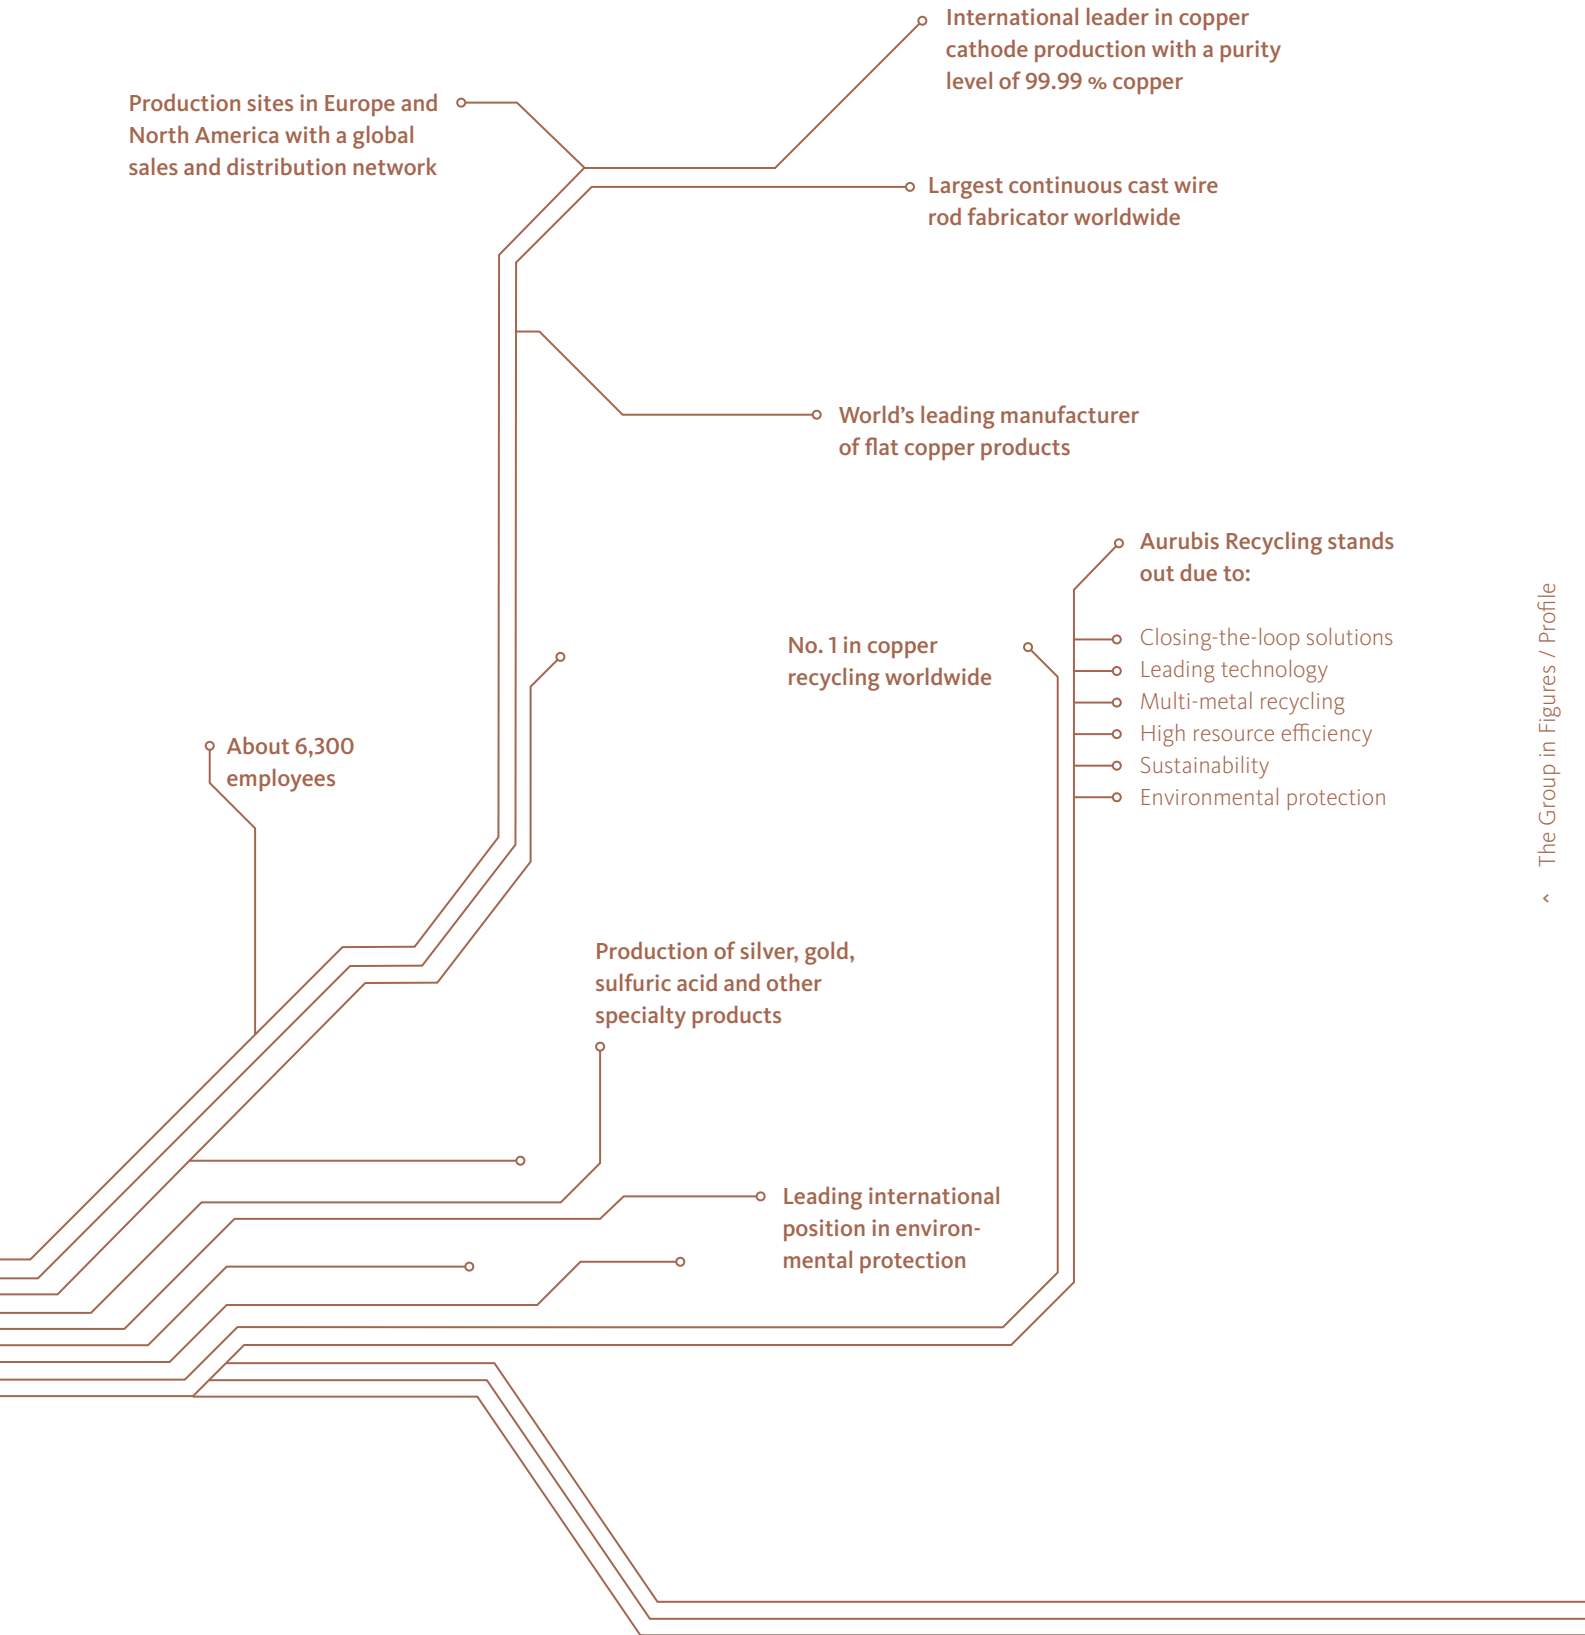 International leader in copper
cathode production with a purity
level of 99.99 % copper
Production sites in Europe and
North America with a global
sales and distribution network
Largest continuous cast wire
rod fabricator worldwide
World’s leading manufacturer
of flat copper products
Aurubis Recycling stands
out due to:
Closing-the-loop solutions
Leading technology
Multi-metal recycling
High resource efficiency
Sustainability
Environmental protection
No. 1 in copper
recycling worldwide
About 6,300
employees
Production of silver, gold,
sulfuric acid and other
specialty products
Leading international
position in environ-
mental protection
‹ The Group in Figures / Profile